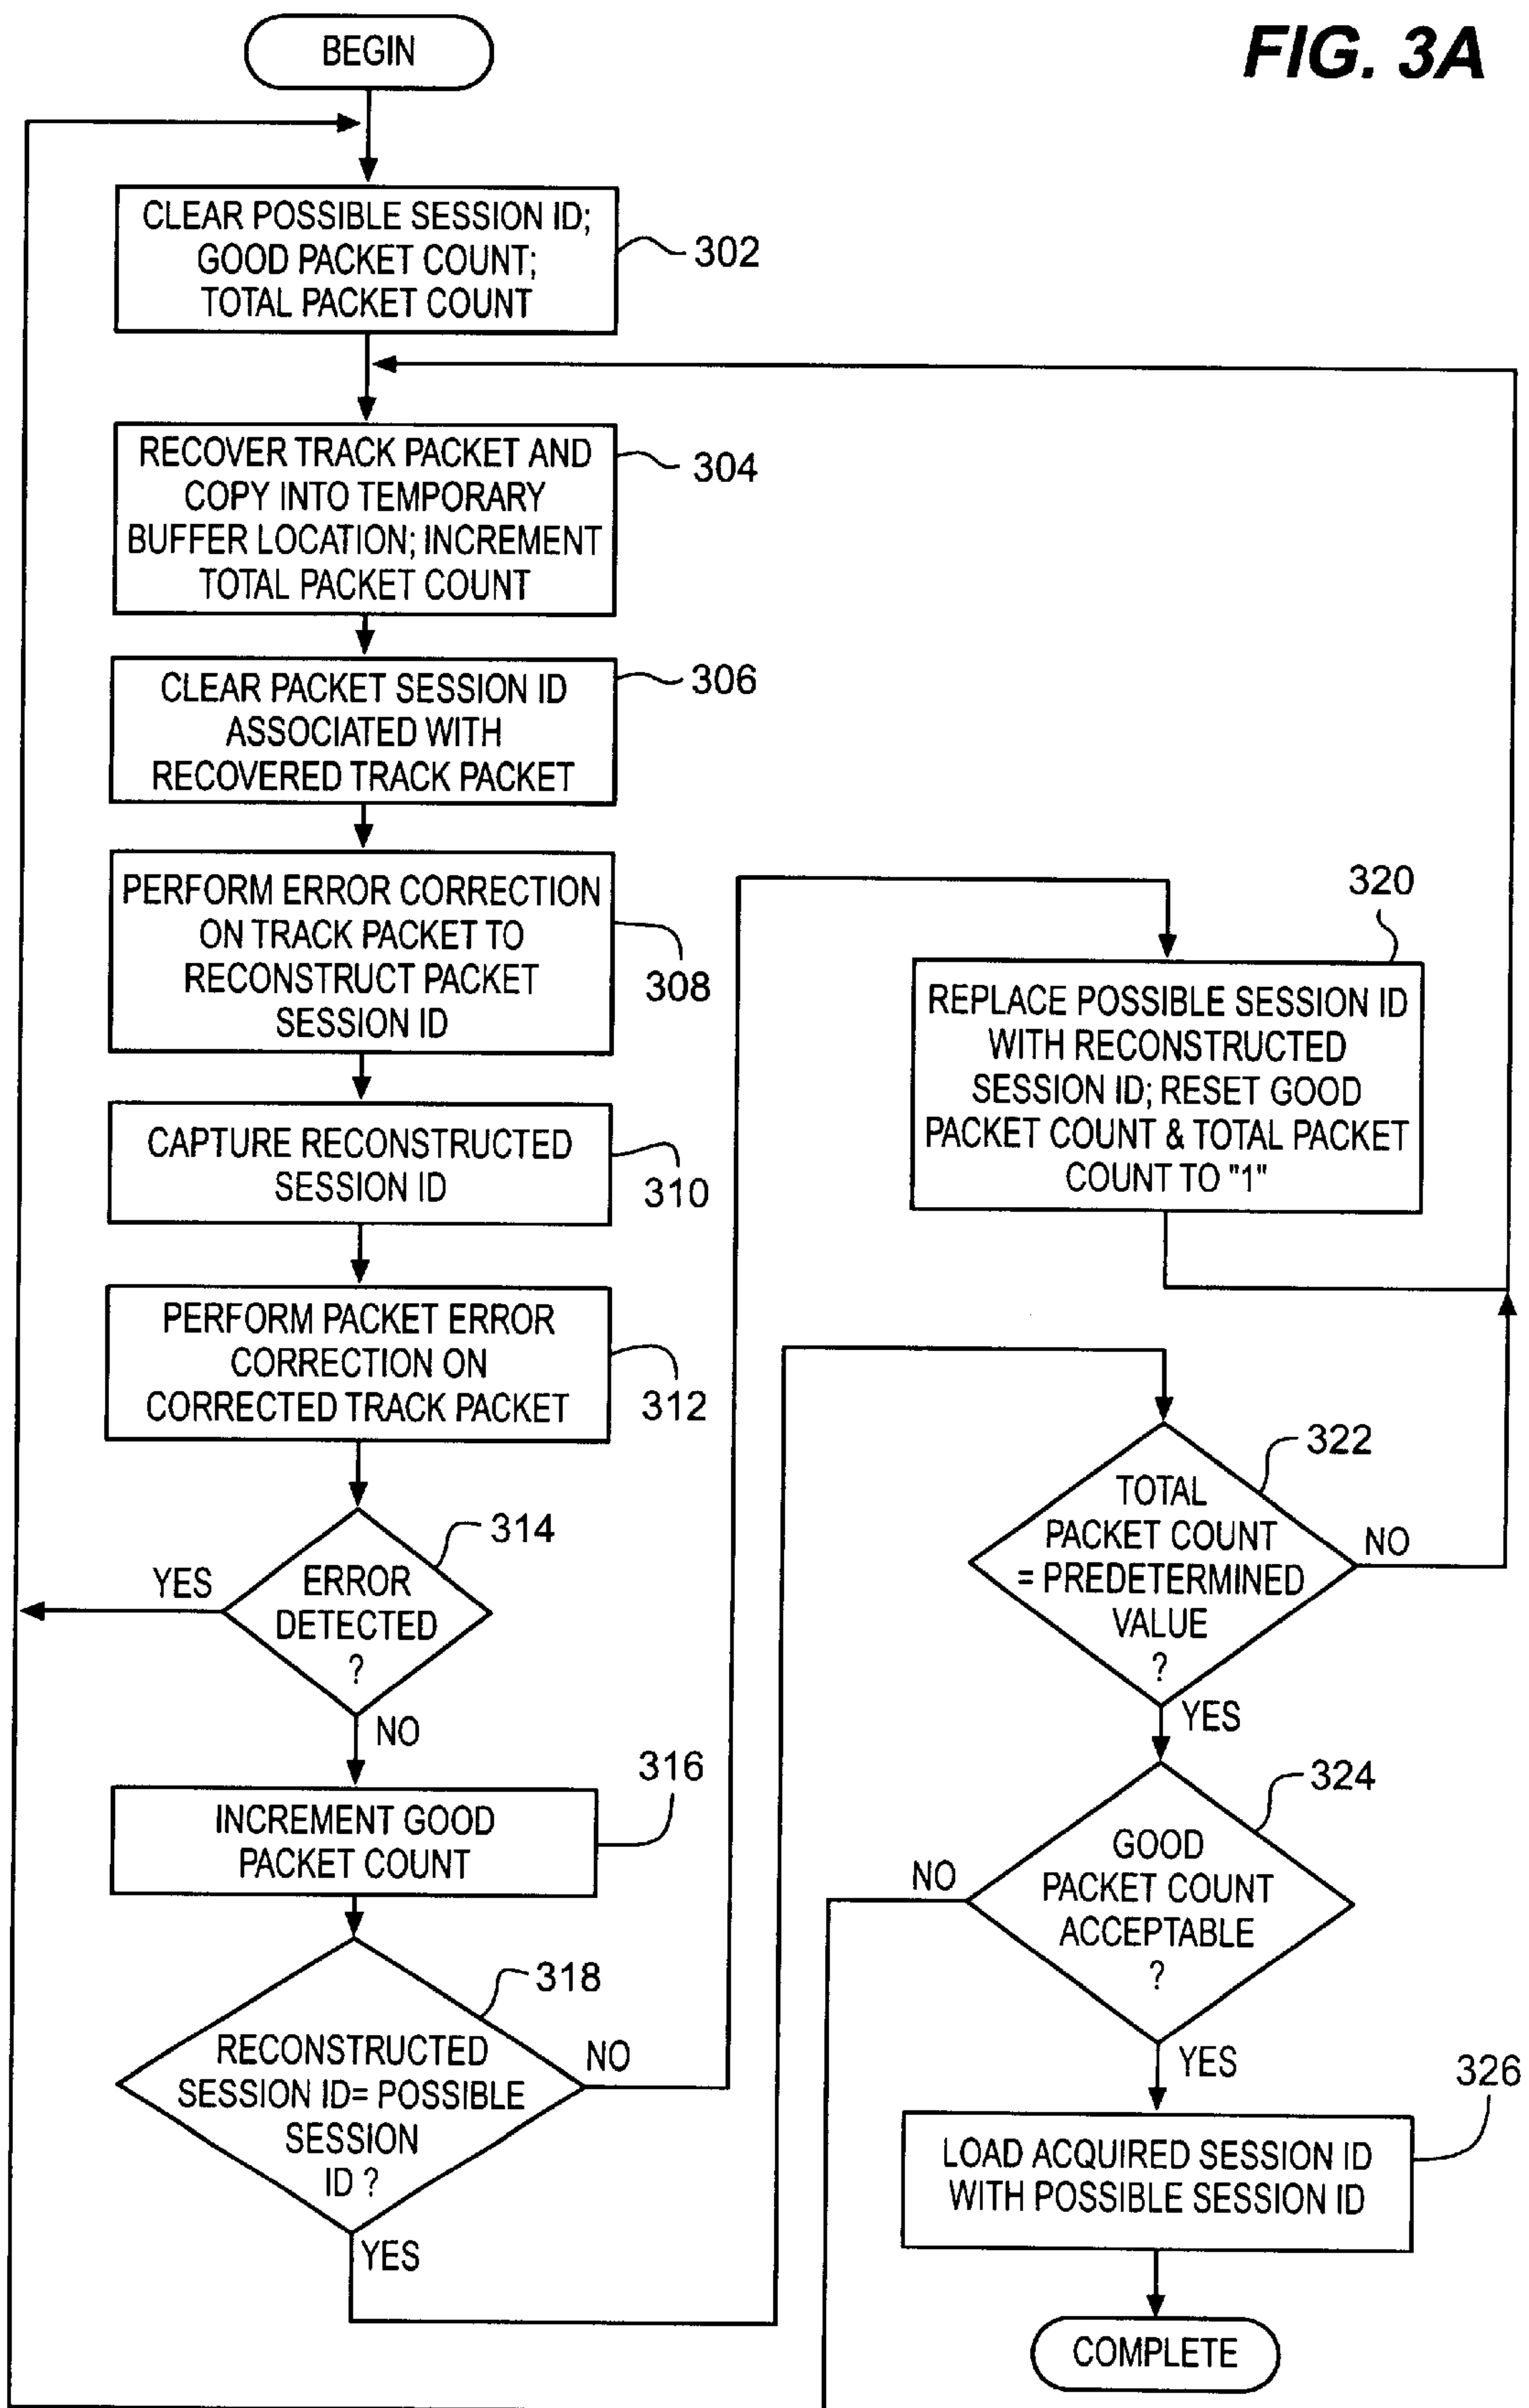 FIG. 3A
BEGIN
CLEAR POSSIBLE SESSION ID;
GOOD PACKET COUNT;
TOTAL PACKET COUNT
302
RECOVER TRACK PACKET AND
COPY INTO TEMPORARY
BUFFER LOCATION; INCREMENT
TOTAL PACKET COUNT
304
CLEAR PACKET SESSION ID
ASSOCIATED WITH
RECOVERED TRACK PACKET
306
PERFORM ERROR CORRECTION
ON TRACK PACKET TO
RECONSTRUCT PACKET
SESSION ID
308
CAPTURE RECONSTRUCTED
SESSION ID
310
PERFORM PACKET ERROR
CORRECTION ON
CORRECTED TRACK PACKET
312
314
YES
ERROR
DETECTED
?
NO
INCREMENT GOOD
PACKET COUNT
316
318
RECONSTRUCTED
SESSION ID= POSSIBLE
SESSION
ID ?
NO
YES
320
REPLACE POSSIBLE SESSION ID
WITH RECONSTRUCTED
SESSION ID; RESET GOOD
PACKET COUNT & TOTAL PACKET
COUNT TO "1"
322
TOTAL
PACKET COUNT
= PREDETERMINED
VALUE
?
NO
YES
324
GOOD
PACKET COUNT
ACCEPTABLE
?
NO
YES
326
LOAD ACQUIRED SESSION ID
WITH POSSIBLE SESSION ID
COMPLETE